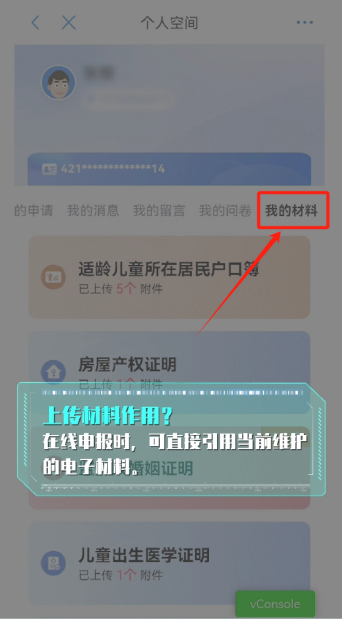 个人空间
421*************14
的申请 我的消息 我的留言 我的问卷 我的材料
适龄儿童所在居民户口簿
已上传 5个 附件
房屋产权证明
已上传 1个 附件
上传材料作用？
在线申报时，可直接引用当前维护
的电子材料。
婚姻证明
儿童出生医学证明
已上传 1个 附件
vConsole